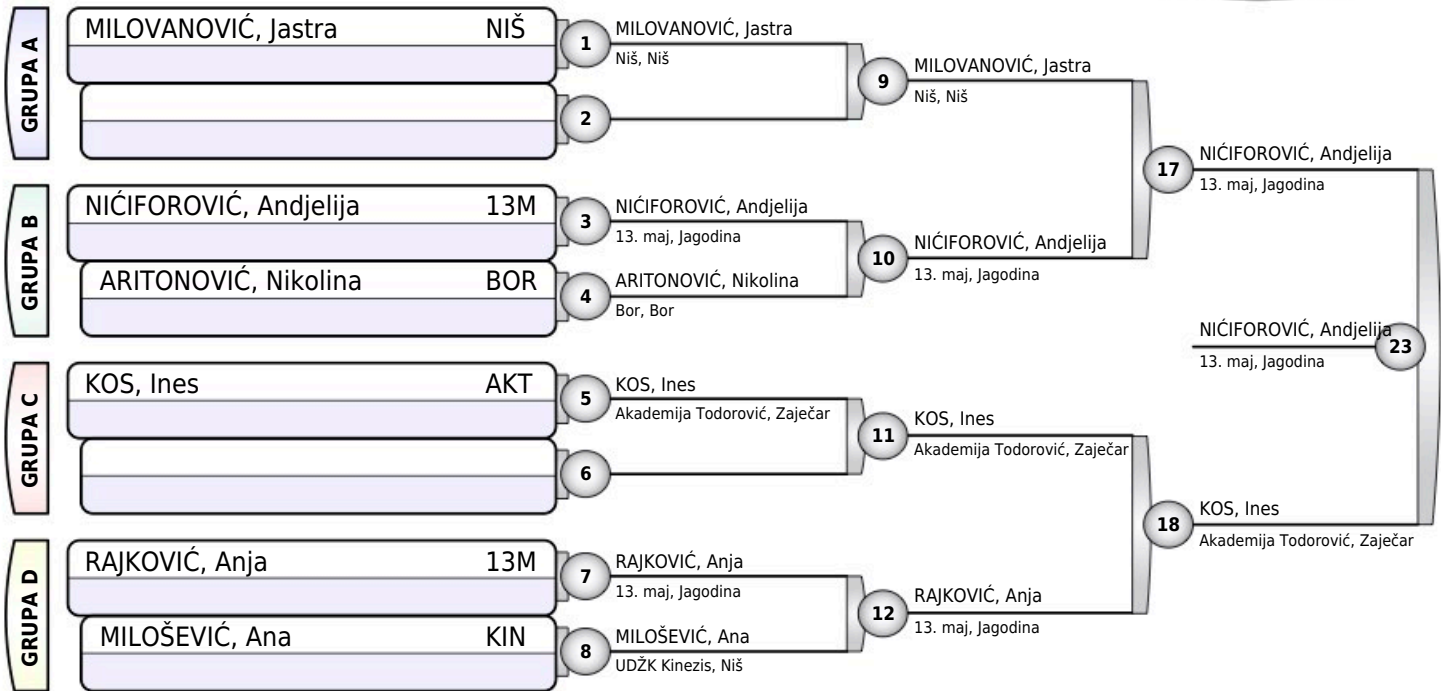 GRUPA A
MILOVANOVIĆ, Jastra NIŠ
1
MILOVANOVIĆ, Jastra
Niš, Niš
2
9
MILOVANOVIĆ, Jastra
Niš, Niš
GRUPA B
NIĆIFOROVIĆ, Andjelija 13M
3
NIĆIFOROVIĆ, Andjelija
13. maj, Jagodina
ARITONOVIĆ, Nikolina BOR
4
ARITONOVIĆ, Nikolina
Bor, Bor
10
NIĆIFOROVIĆ, Andjelija
13. maj, Jagodina
17
NIĆIFOROVIĆ, Andjelija
13. maj, Jagodina
GRUPA C
KOS, Ines AKT
5
KOS, Ines
Akademija Todorović, Zaječar
6
11
KOS, Ines
Akademija Todorović, Zaječar
GRUPA D
RAJKOVIĆ, Anja 13M
7
RAJKOVIĆ, Anja
13. maj, Jagodina
MILOŠEVIĆ, Ana KIN
8
MILOŠEVIĆ, Ana
UDŽK Kinezis, Niš
12
RAJKOVIĆ, Anja
13. maj, Jagodina
18
KOS, Ines
Akademija Todorović, Zaječar
NIĆIFOROVIĆ, Andjelija
13. maj, Jagodina
23